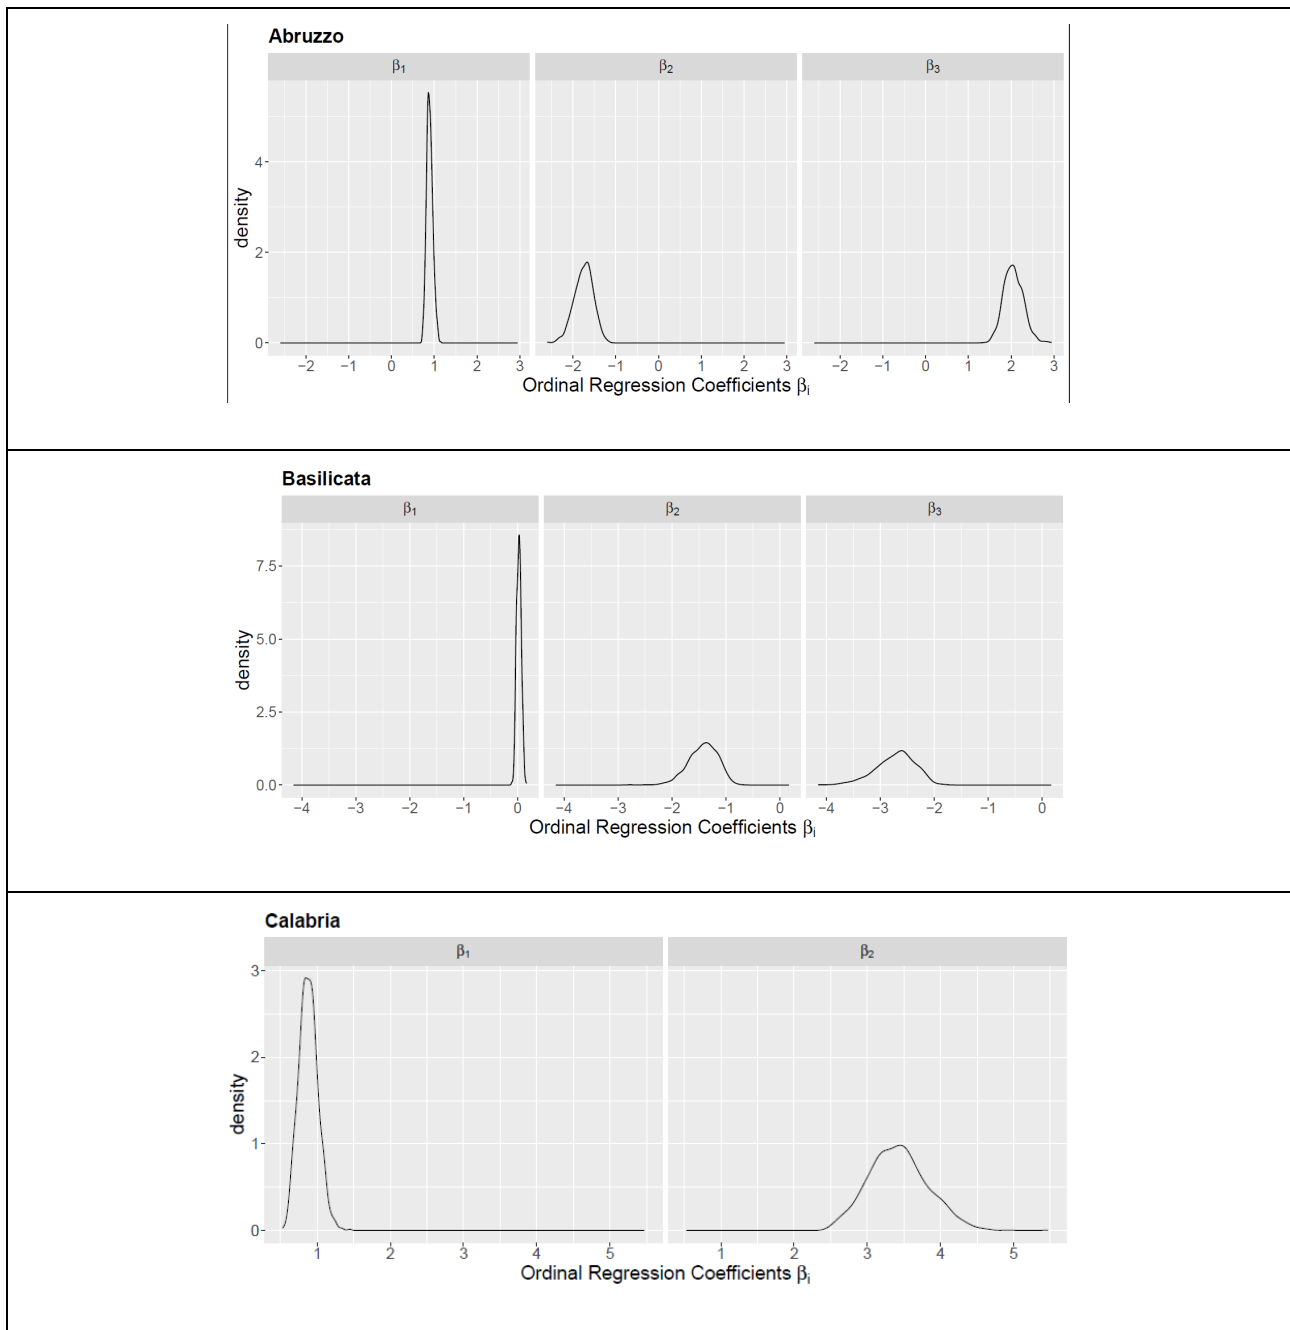 Abruzzo
β1 β2 β3
4
2
0
density
−2 −1 0 1 2 3 −2 −1 0 1 2 3 −2 −1 0 1 2 3
Ordinal Regression Coefficients βi
Basilicata
β1 β2 β3
7.5
5.0
2.5
0.0
density
−4 −3 −2 −1 0 −4 −3 −2 −1 0 −4 −3 −2 −1 0
Ordinal Regression Coefficients βi
Calabria
β1 β2
3
2
1
0
density
1 2 3 4 5 1 2 3 4 5
Ordinal Regression Coefficients βi